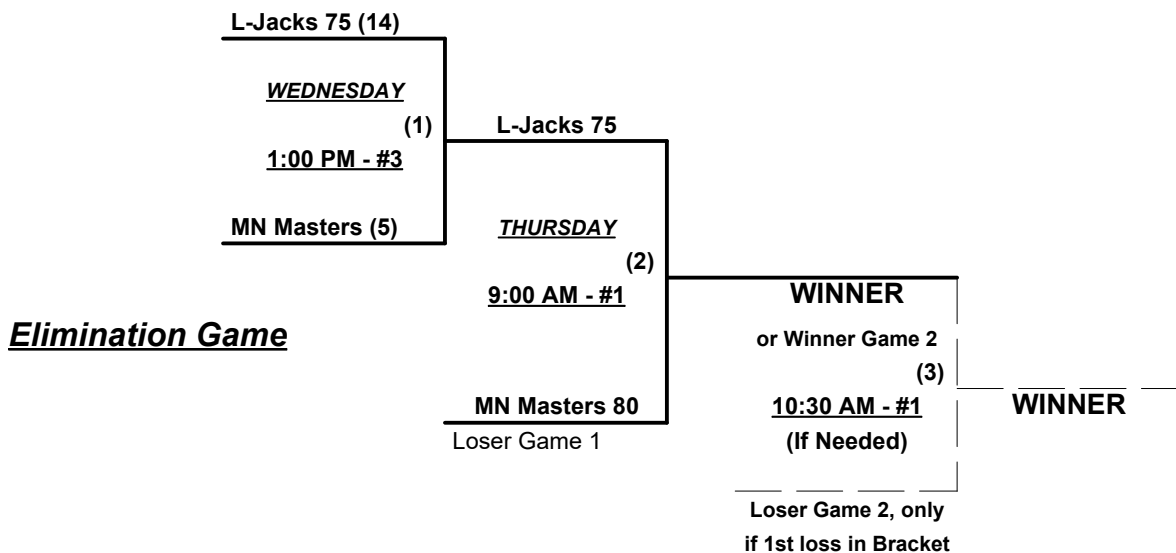 L-Jacks 75 (14)
WEDNESDAY
(1)
L-Jacks 75
1:00 PM - #3
MN Masters (5)
THURSDAY
(2)
9:00 AM - #1
WINNER
Elimination Game
or Winner Game 2
(3)
MN Masters 80
10:30 AM - #1
WINNER
Loser Game 1
(If Needed)
Loser Game 2, only
if 1st loss in Bracket